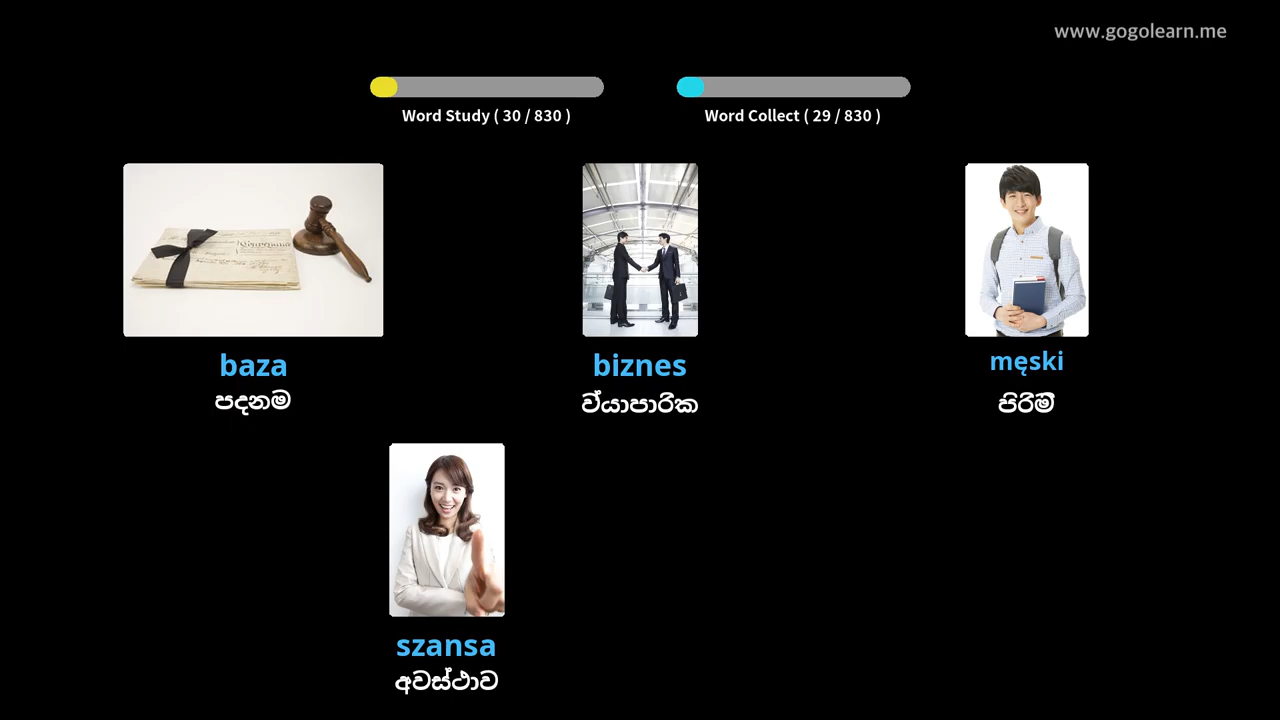 www.gogolearn.me
Word Study ( 30 / 830 )
Word Collect ( 29 / 830 )
baza
පදනම
biznes
ව්යාපාරික
męski
පිරිමි
szansa
අවස්ථාව